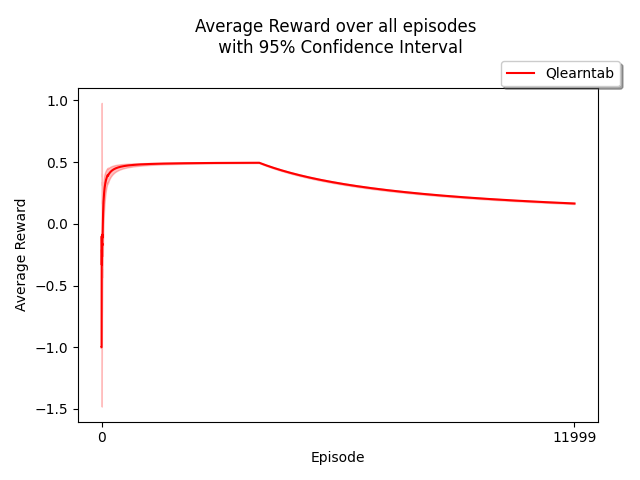 Average Reward over all episodes
with 95% Confidence Interval
Qlearntab
1.0
0.5
0.0
−0.5
−1.0
−1.5
Average Reward
0
11999
Episode